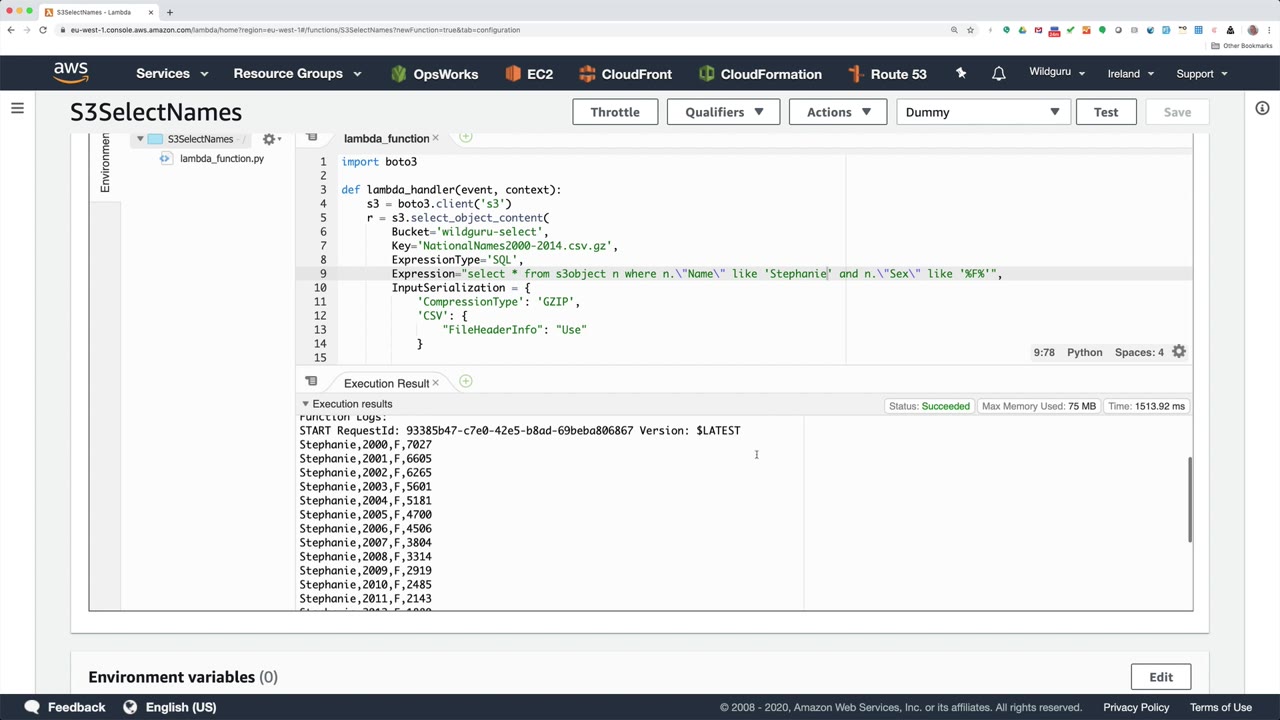 S3SelectNames - Lambda
eu-west-1.console.aws.amazon.com/lambda/home?region=eu-west-1#/functions/S3SelectNames?newFunction=true&tab=configuration
Other Bookmarks
aws
Services
Resource Groups
OpsWorks
EC2
CloudFront
CloudFormation
Route 53
Wildguru
Ireland
Support
S3SelectNames
Throttle
Qualifiers
Actions
Dummy
Test
Save
Environment
S3SelectNames /
lambda_function.py
lambda_function
1 import boto3
2
3 def lambda_handler(event, context):
4 s3 = boto3.client('s3')
5 r = s3.select_object_content(
6 Bucket='wildguru-select',
7 Key='NationalNames2000-2014.csv.gz',
8 ExpressionType='SQL',
9 Expression="select * from s3object n where n.\"Name\" like 'Stephanie' and n.\"Sex\" like '%F%'",
10 InputSerialization = {
11 'CompressionType': 'GZIP',
12 'CSV': {
13 "FileHeaderInfo": "Use"
14 }
15
9:78 Python Spaces: 4
Execution Result
Execution results
Status: Succeeded
Max Memory Used: 75 MB
Time: 1513.92 ms
Function Logs:
START RequestId: 93385b47-c7e0-42e5-b8ad-69beba806867 Version: $LATEST
Stephanie,2000,F,7027
Stephanie,2001,F,6605
Stephanie,2002,F,6265
Stephanie,2003,F,5601
Stephanie,2004,F,5181
Stephanie,2005,F,4700
Stephanie,2006,F,4506
Stephanie,2007,F,3804
Stephanie,2008,F,3314
Stephanie,2009,F,2919
Stephanie,2010,F,2485
Stephanie,2011,F,2143
Environment variables (0)
Edit
Feedback
English (US)
© 2008 - 2020, Amazon Web Services, Inc. or its affiliates. All rights reserved.
Privacy Policy
Terms of Use